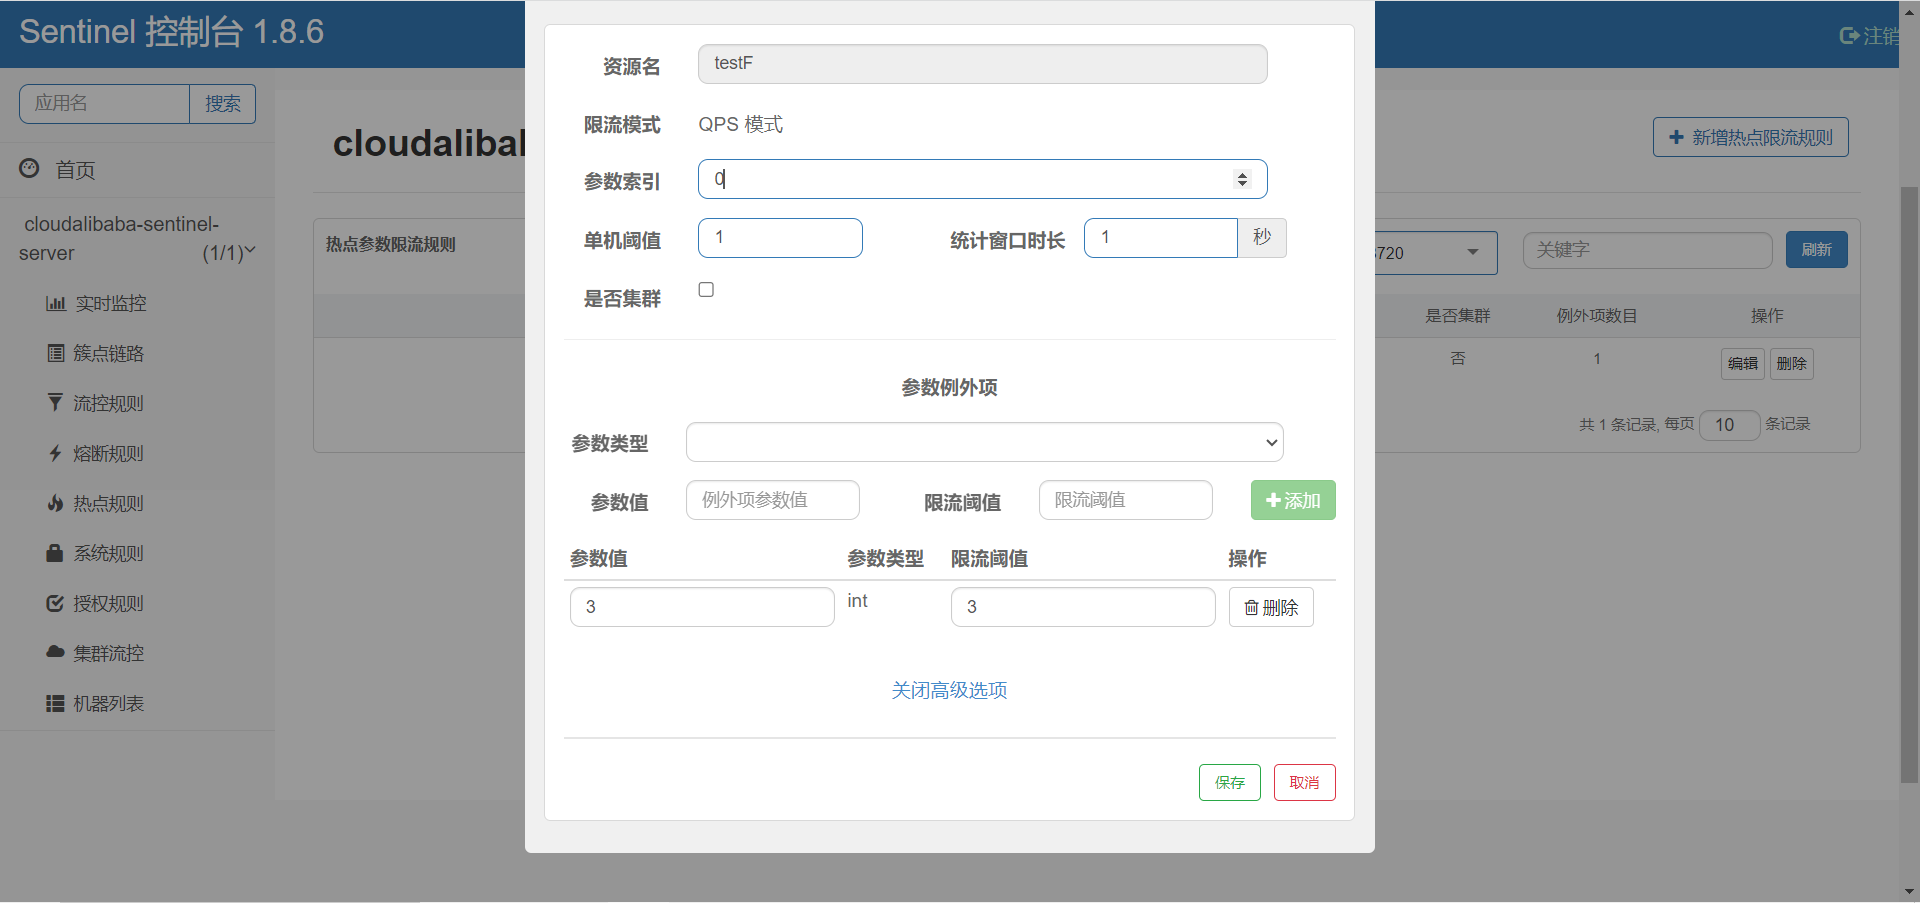 Sentinel 控制台 1.8.6
注销
应用名
搜索
首页
cloudalibaba-sentinel-
server
(1/1)
实时监控
簇点链路
流控规则
熔断规则
热点规则
系统规则
授权规则
集群流控
机器列表
cloudalibal
新增热点限流规则
热点参数限流规则
720
关键字
刷新
是否集群 例外项数目 操作
否 1 编辑 删除
共 1 条记录, 每页 10 条记录
资源名 testF
限流模式 QPS 模式
参数索引 0
单机阈值 1 统计窗口时长 1 秒
是否集群
参数例外项
参数类型
参数值 例外项参数值 限流阈值 限流阈值 添加
参数值 参数类型 限流阈值 操作
3 int 3 删除
关闭高级选项
保存 取消